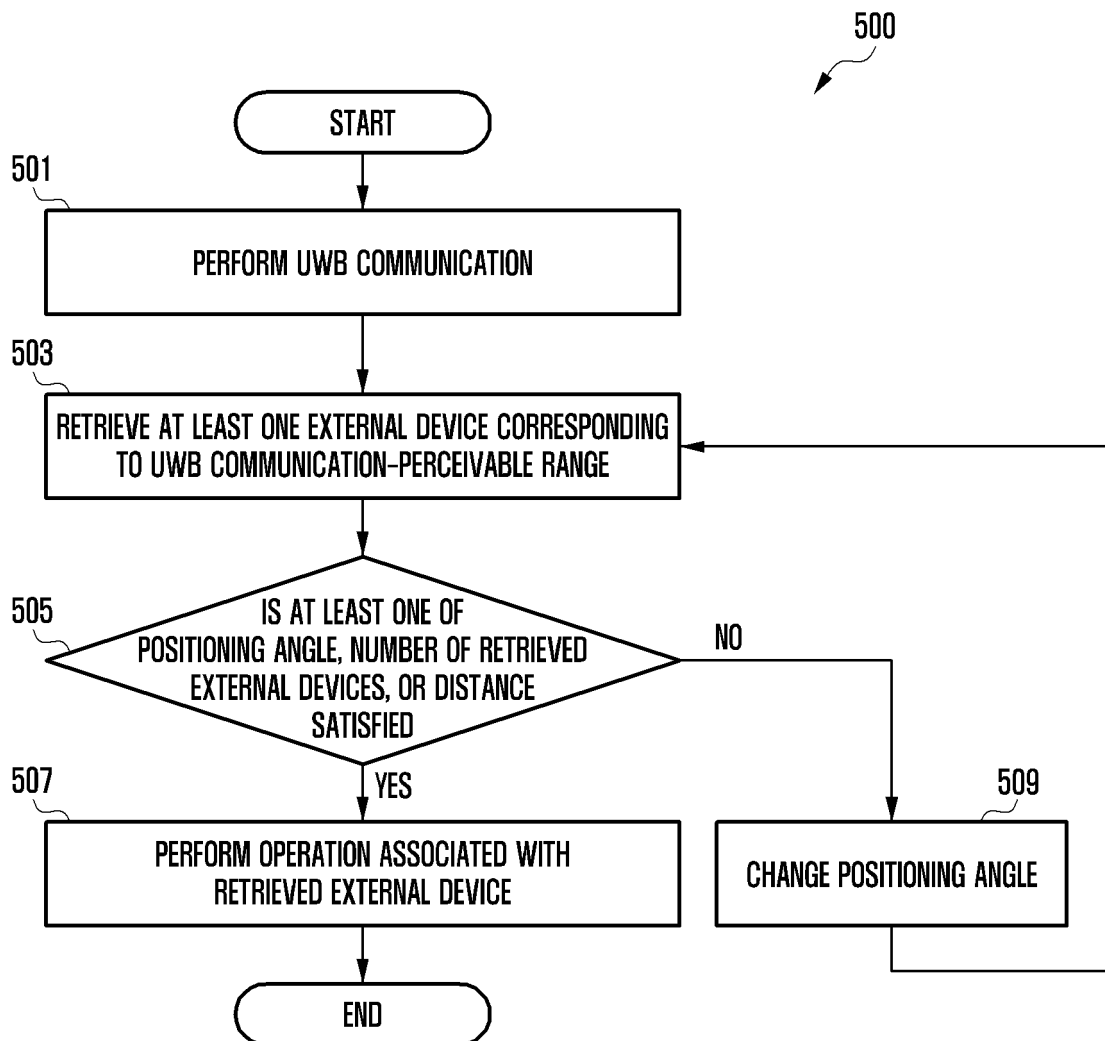 500
START
501
PERFORM UWB COMMUNICATION
503
RETRIEVE AT LEAST ONE EXTERNAL DEVICE CORRESPONDING
TO UWB COMMUNICATION-PERCEIVABLE RANGE
505
IS AT LEAST ONE OF
POSITIONING ANGLE, NUMBER OF RETRIEVED
EXTERNAL DEVICES, OR DISTANCE
SATISFIED
NO
YES
507
PERFORM OPERATION ASSOCIATED WITH
RETRIEVED EXTERNAL DEVICE
509
CHANGE POSITIONING ANGLE
END